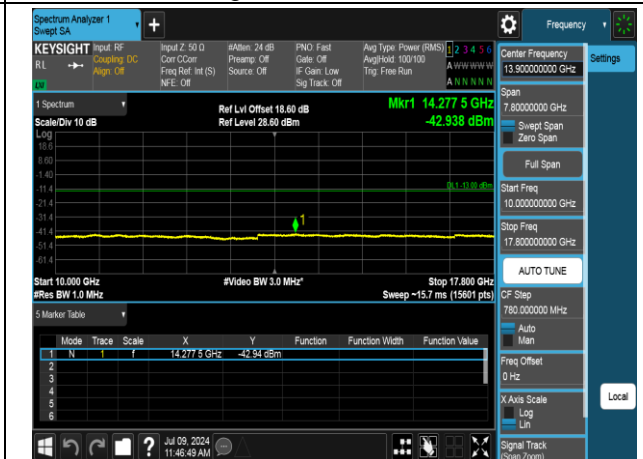 Spectrum Analyzer 1
Swept SA
Frequency
KEYSIGHT Input: RF
RL
Coupling: DC
Align: Off
Input Z: 50 Ω
Corr CCorr
Freq Ref: Int (S)
NFE: Off
#Atten: 24 dB
Preamp: Off
Source: Off
PNO: Fast
Gate: Off
IF Gain: Low
Sig Track: Off
Avg Type: Power (RMS)
Avg|Hold: 100/100
Trig: Free Run
1 2 3 4 5 6
A W W W W W
A N N N N N
1 Spectrum
Scale/Div 10 dB
Ref Lvl Offset 18.60 dB
Ref Level 28.60 dBm
Mkr1 14.277 5 GHz
-42.938 dBm
Log
18.6
8.60
-1.40
-11.4
-21.4
-31.4
-41.4
-51.4
-61.4
DL1 -13.00 dBm
1
Start 10.000 GHz
#Res BW 1.0 MHz
#Video BW 3.0 MHz*
Stop 17.800 GHz
Sweep ~15.7 ms (15601 pts)
5 Marker Table
Mode Trace Scale X Y Function Function Width Function Value
1 N 1 f 14.277 5 GHz -42.94 dBm
2
3
4
5
6
Jul 09, 2024
11:46:49 AM
?
Center Frequency
13.900000000 GHz
Settings
Span
7.80000000 GHz
Swept Span
Zero Span
Full Span
Start Freq
10.000000000 GHz
Stop Freq
17.800000000 GHz
AUTO TUNE
CF Step
780.000000 MHz
Auto
Man
Freq Offset
0 Hz
X Axis Scale
Log
Lin
Local
Signal Track
(Span Zoom)